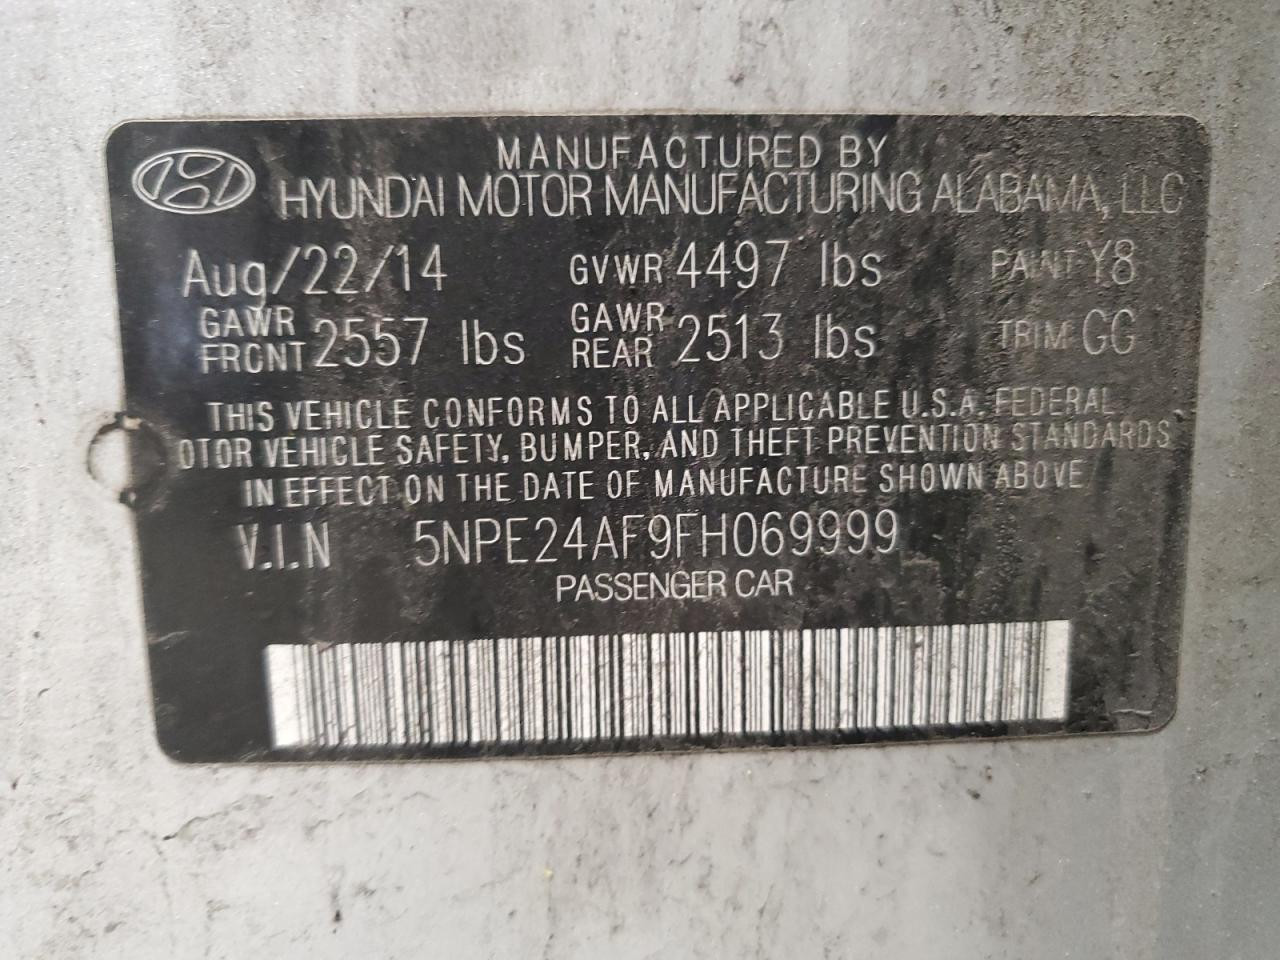 MANUFACTURED BY
HYUNDAI MOTOR MANUFACTURING ALABAMA, LLC
Aug/22/14 GVWR 4497 lbs PAINT Y8
GAWR FRONT 2557 lbs GAWR REAR 2513 lbs TRIM GG
THIS VEHICLE CONFORMS TO ALL APPLICABLE U.S.A. FEDERAL
OTOR VEHICLE SAFETY, BUMPER, AND THEFT PREVENTION STANDARDS
IN EFFECT ON THE DATE OF MANUFACTURE SHOWN ABOVE
V.I.N 5NPE24AF9FH069999
PASSENGER CAR